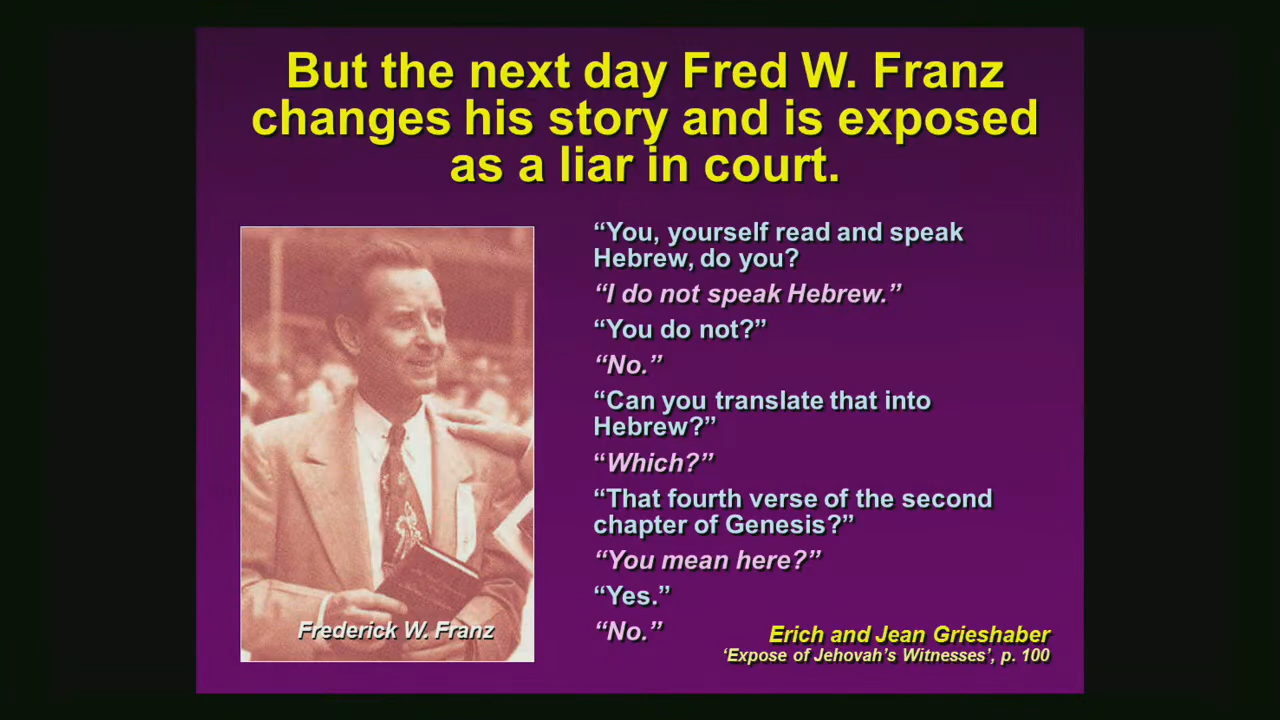 But the next day Fred W. Franz
changes his story and is exposed
as a liar in court.
“You, yourself read and speak
Hebrew, do you?
“I do not speak Hebrew.”
“You do not?”
“No.”
“Can you translate that into
Hebrew?”
“Which?”
“That fourth verse of the second
chapter of Genesis?”
“You mean here?”
“Yes.”
“No.”
Frederick W. Franz
Erich and Jean Grieshaber
‘Expose of Jehovah’s Witnesses’, p. 100